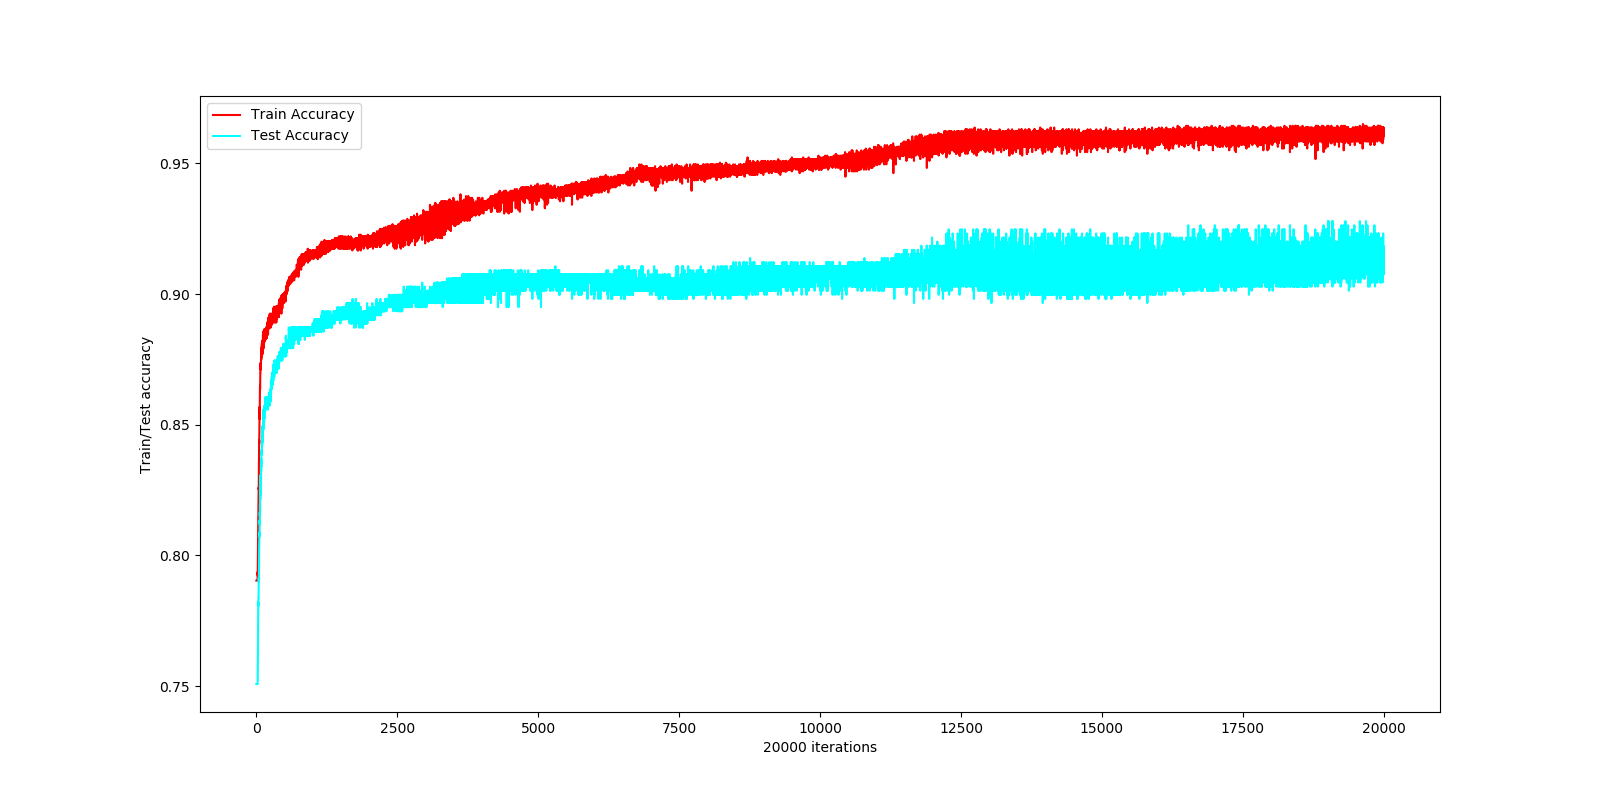 Train Accuracy
Test Accuracy
0.95
0.90
0.85
0.80
0.75
Train/Test accuracy
0 2500 5000 7500 10000 12500 15000 17500 20000
20000 iterations